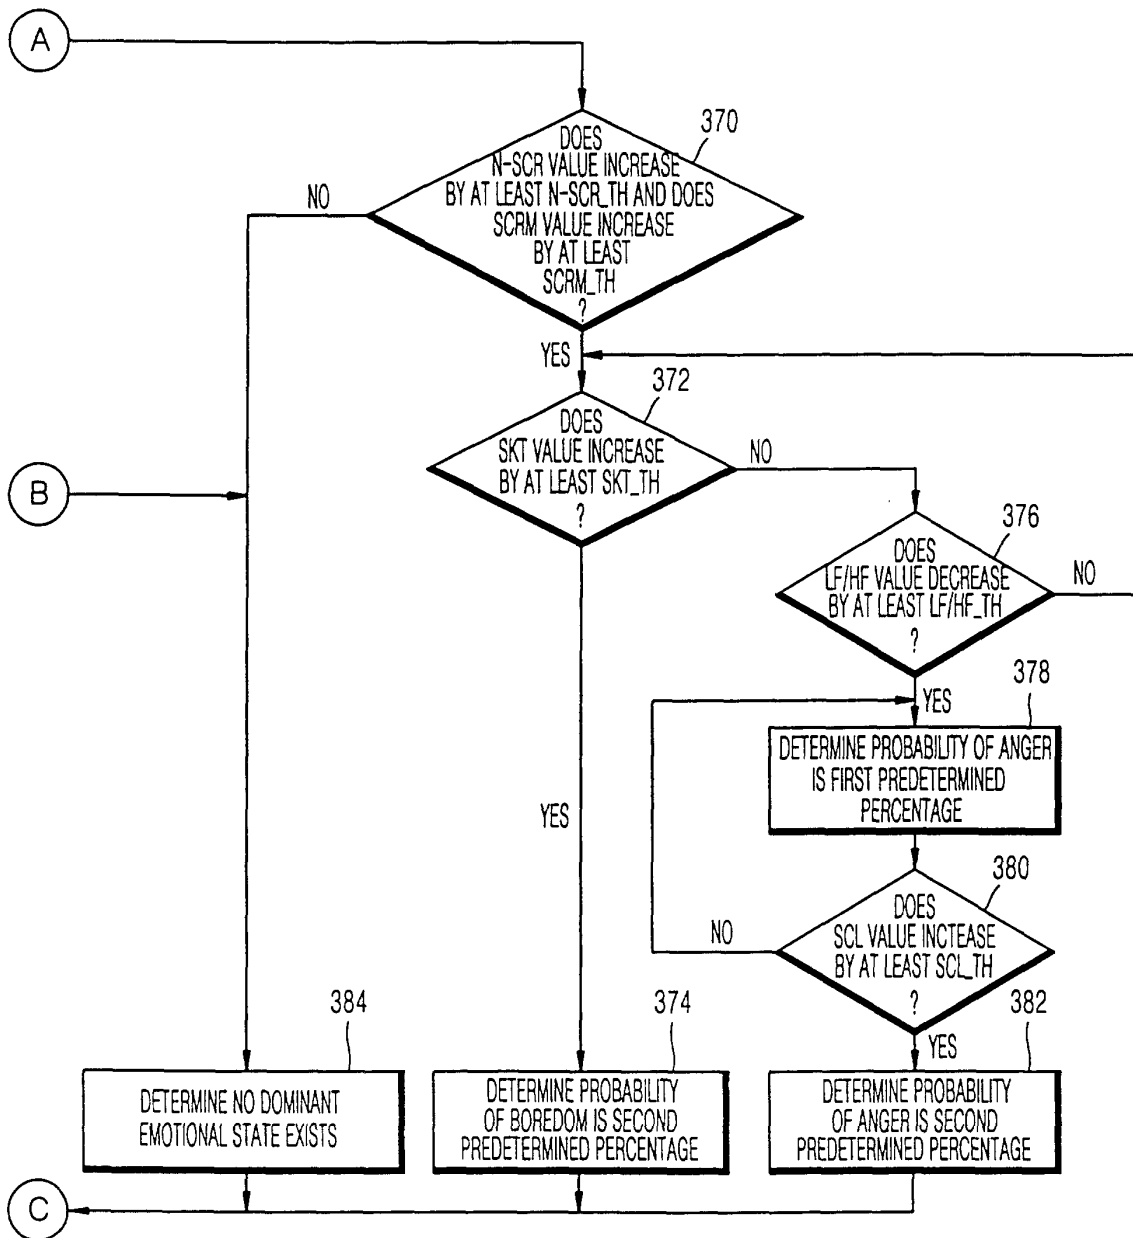 A
370
DOES
N-SCR VALUE INCREASE
BY AT LEAST N-SCR_TH AND DOES
SCRM VALUE INCREASE
BY AT LEAST
SCRM_TH
?
NO
YES
372
DOES
SKT VALUE INCREASE
BY AT LEAST SKT_TH
?
NO
B
376
DOES
LF/HF VALUE DECREASE
BY AT LEAST LF/HF_TH
?
NO
YES
378
DETERMINE PROBABILITY OF ANGER
IS FIRST PREDETERMINED
PERCENTAGE
YES
380
DOES
SCL VALUE INCTEASE
BY AT LEAST SCL_TH
?
NO
YES
384
DETERMINE NO DOMINANT
EMOTIONAL STATE EXISTS
374
DETERMINE PROBABILITY
OF BOREDOM IS SECOND
PREDETERMINED PERCENTAGE
382
DETERMINE PROBABILITY
OF ANGER IS SECOND
PREDETERMINED PERCENTAGE
C